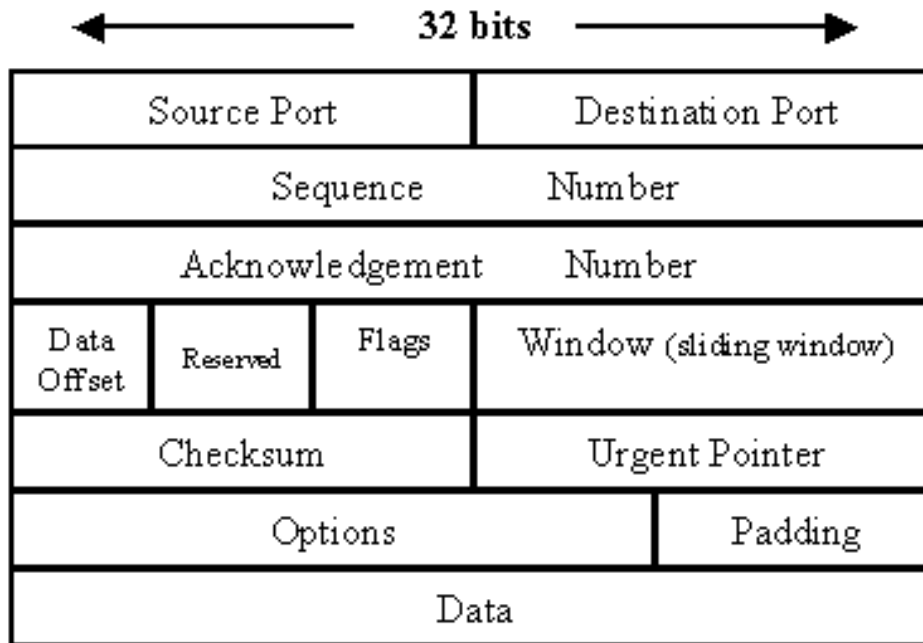 32 bits
Source Port
Destination Port
Sequence Number
Acknowledgement Number
Data
Offset
Reserved
Flags
Window (sliding window)
Checksum
Urgent Pointer
Options
Padding
Data